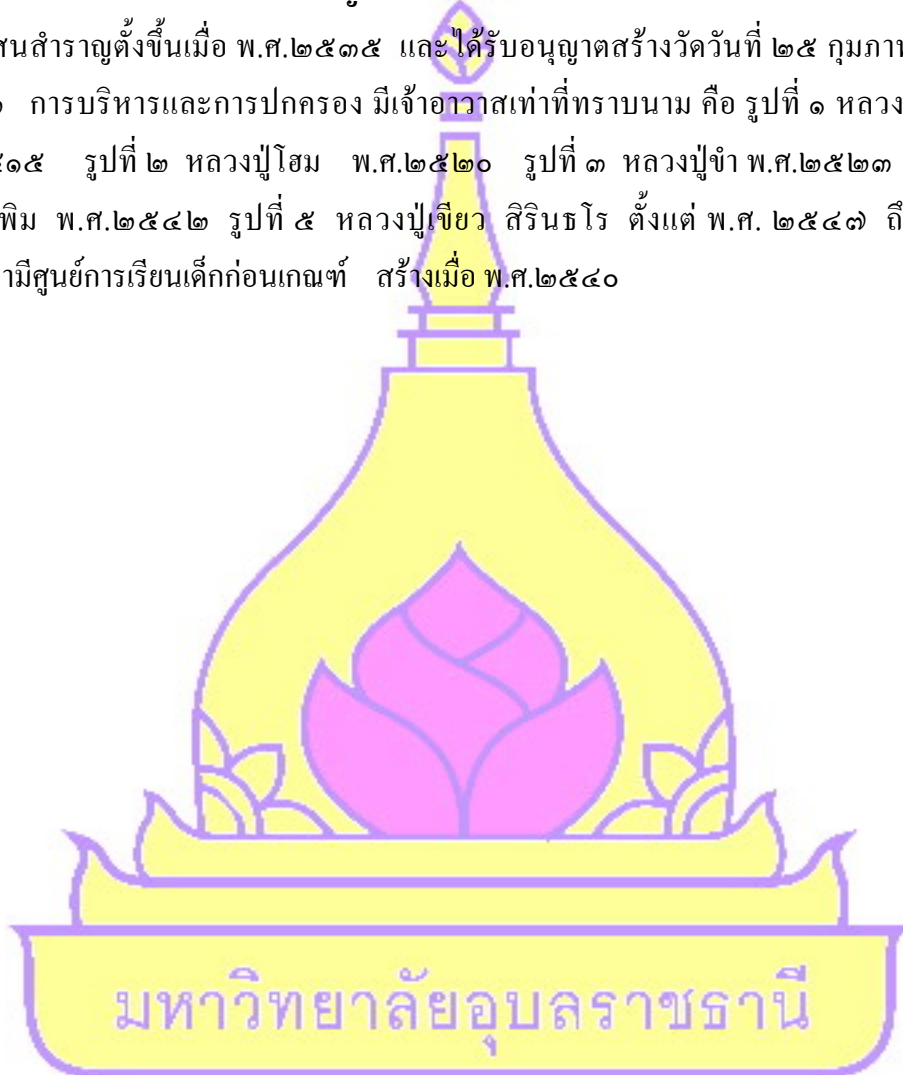 สนสำราญตั้งขึ้นเมื่อ พ.ศ.๒๕๓๕ และได้รับอนุญาตสร้างวัดวันที่ ๒๕ กุมภาพ
การบริหารและการปกครอง มีเจ้าอาวาสเท่าที่ทราบนาม คือ รูปที่ ๑ หลวง
๑๕ รูปที่ ๒ หลวงปู่โฮม พ.ศ.๒๕๒๐ รูปที่ ๓ หลวงปู่ขำ พ.ศ.๒๕๒๓
พิม พ.ศ.๒๕๔๒ รูปที่ ๕ หลวงปู่เขียว สิรินธโร ตั้งแต่ พ.ศ. ๒๕๔๗ ถึ
ามีศูนย์การเรียนเด็กก่อนเกณฑ์ สร้างเมื่อ พ.ศ.๒๕๔๐
มหาวิทยาลัยอุบลราชธานี